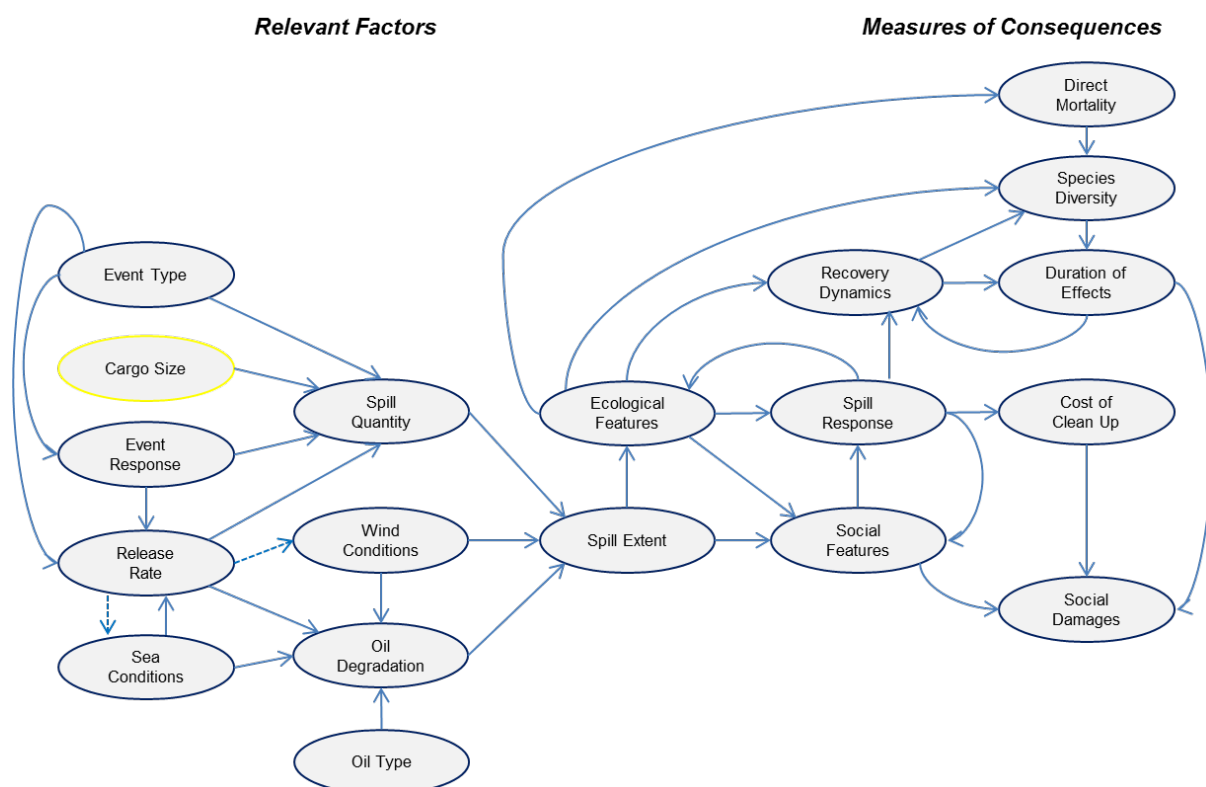 Relevant Factors
Measures of Consequences
Direct
Mortality
Species
Diversity
Event Type
Recovery
Dynamics
Duration of
Effects
Cargo Size
Spill
Quantity
Ecological
Features
Spill
Response
Cost of
Clean Up
Event
Response
Release
Rate
Wind
Conditions
Spill Extent
Social
Features
Social
Damages
Sea
Conditions
Oil
Degradation
Oil Type